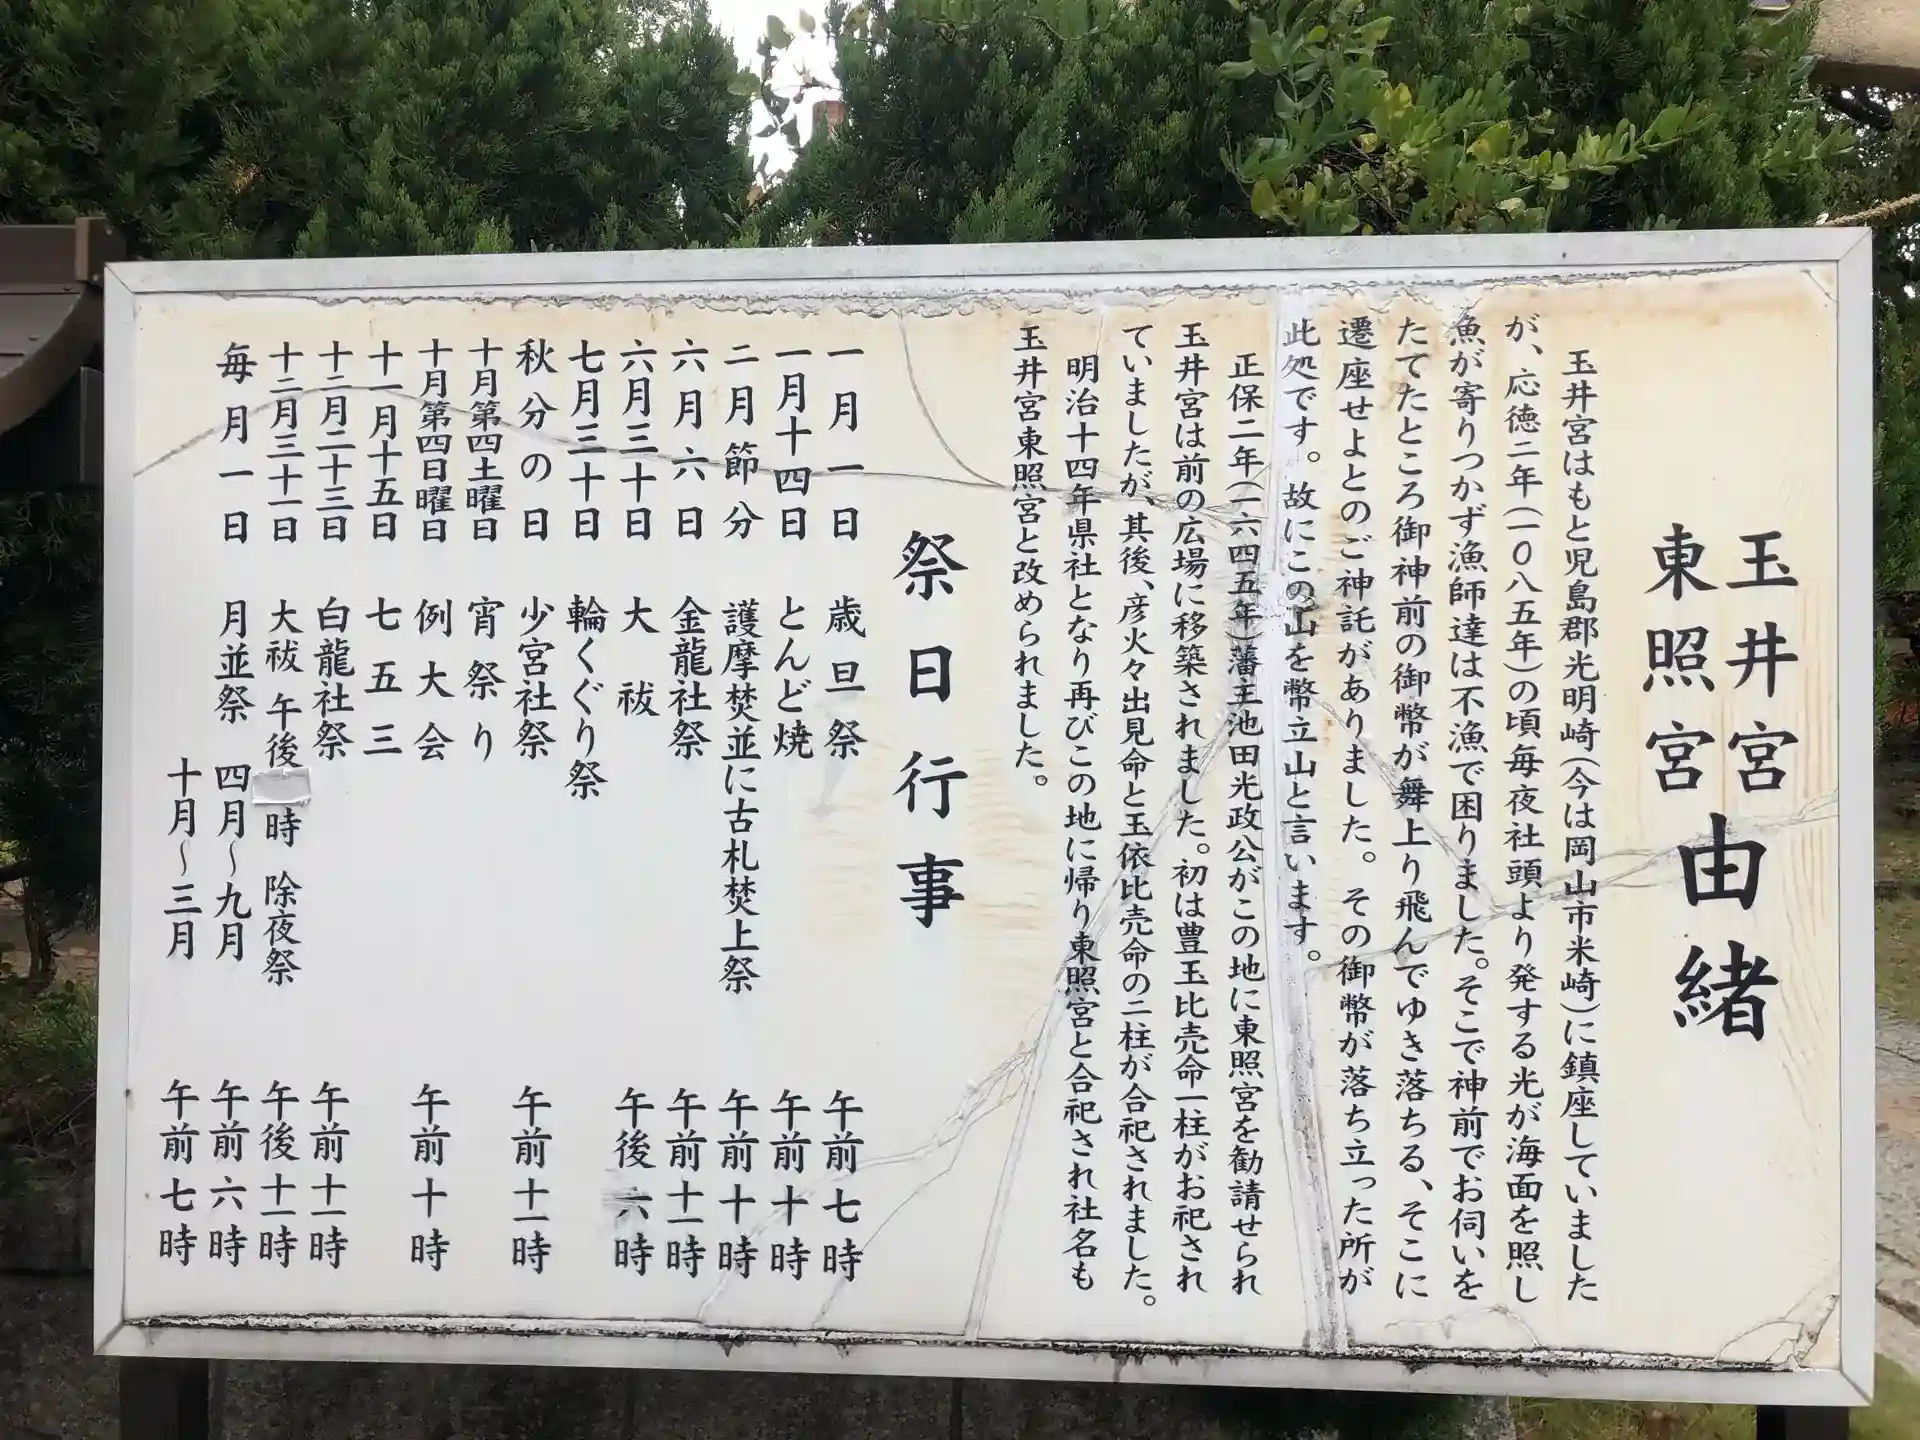 玉井宮
東照宮
由緒
玉井宮はもと児島郡光明崎(今は岡山市米崎)に鎮座していました
が、応徳二年(一〇八五年)の頃毎夜社頭より発する光が海面を照し
魚が寄りつかず漁師達は不漁で困りました。そこで神前でお伺いを
たてたところ御神前の御幣が舞上り飛んでゆき落ちる、そこに
遷座せよとのご神託がありました。その御幣が落ち立った所が
此処です。故にこの山を幣立山と言います。
正保二年(一六四五年)藩主池田光政公がこの地に東照宮を勧請せられ
玉井宮は前の広場に移築されました。初は豊玉比売命一柱がお祀され
ていましたが、其後、彦火々出見命と玉依比売命の二柱が合祀されました。
明治十四年県社となり再びこの地に帰り東照宮と合祀され社名も
玉井宮東照宮と改められました。
祭日行事
一月一日 歳旦祭 午前七時
一月十四日 とんど焼 午前十時
二月節分 護摩焚並に古札焚上祭 午前十時
六月六日 金龍社祭 午前十一時
六月三十日 大祓 午後六時
七月三十日 輪くぐり祭
秋分の日 少宮社祭 午前十一時
十月第四土曜日 宵祭り
十月第四日曜日 例大会 午前十時
十一月十五日 七五三
十二月二十三日 白龍社祭 午前十一時
十二月三十一日 大祓 午後 時 除夜祭 午後十一時
毎月一日 月並祭 四月〜九月 午前六時
十月〜三月 午前七時